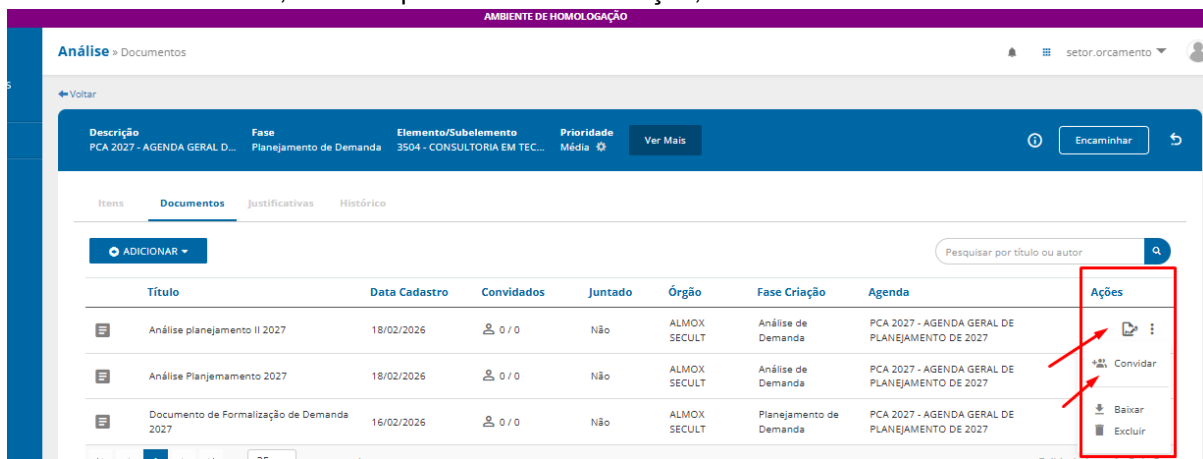 AMBIENTE DE HOMOLOGAÇÃO
Análise » Documentos
setor.orcamento
Voltar
Descrição Fase Elemento/Subelemento Prioridade
PCA 2027 - AGENDA GERAL D... Planejamento de Demanda 3504 - CONSULTORIA EM TEC... Média
Ver Mais
Encaminhar
Itens Documentos Justificativas Histórico
ADICIONAR
Pesquisar por título ou autor
Título Data Cadastro Convidados Juntado Órgão Fase Criação Agenda Ações
Análise planejamento II 2027 18/02/2026 0 / 0 Não ALMOX SECULT Análise de Demanda PCA 2027 - AGENDA GERAL DE PLANEJAMENTO DE 2027
Convidar
Análise Planjemamento 2027 18/02/2026 0 / 0 Não ALMOX SECULT Análise de Demanda PCA 2027 - AGENDA GERAL DE PLANEJAMENTO DE 2027
Baixar
Excluir
Documento de Formalização de Demanda 2027 16/02/2026 0 / 0 Não ALMOX SECULT Planejamento de Demanda PCA 2027 - AGENDA GERAL DE PLANEJAMENTO DE 2027